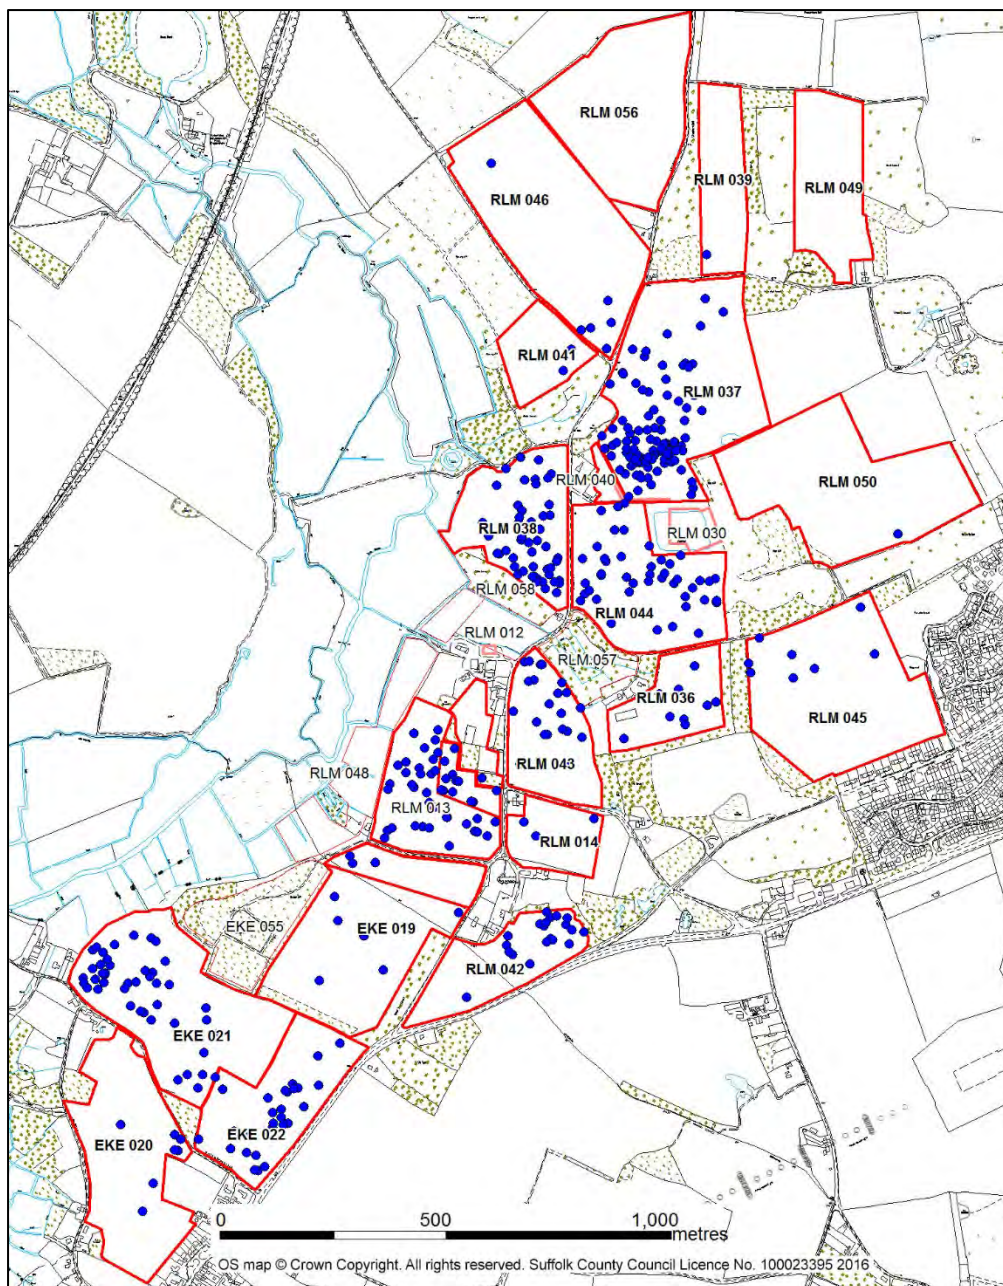 RLM 056
RLM 039
RLM 049
RLM 046
RLM 041
RLM 037
RLM 040
RLM 050
RLM 038
RLM 030
RLM 058
RLM 044
RLM 012
RLM 057
RLM 036
RLM 045
RLM 043
RLM 048
RLM 013
RLM 014
EKE 055
EKE 019
RLM 042
EKE 021
EKE 022
EKE 020
0 500 1,000
metres
OS map © Crown Copyright. All rights reserved. Suffolk County Council Licence No. 100023395 2016